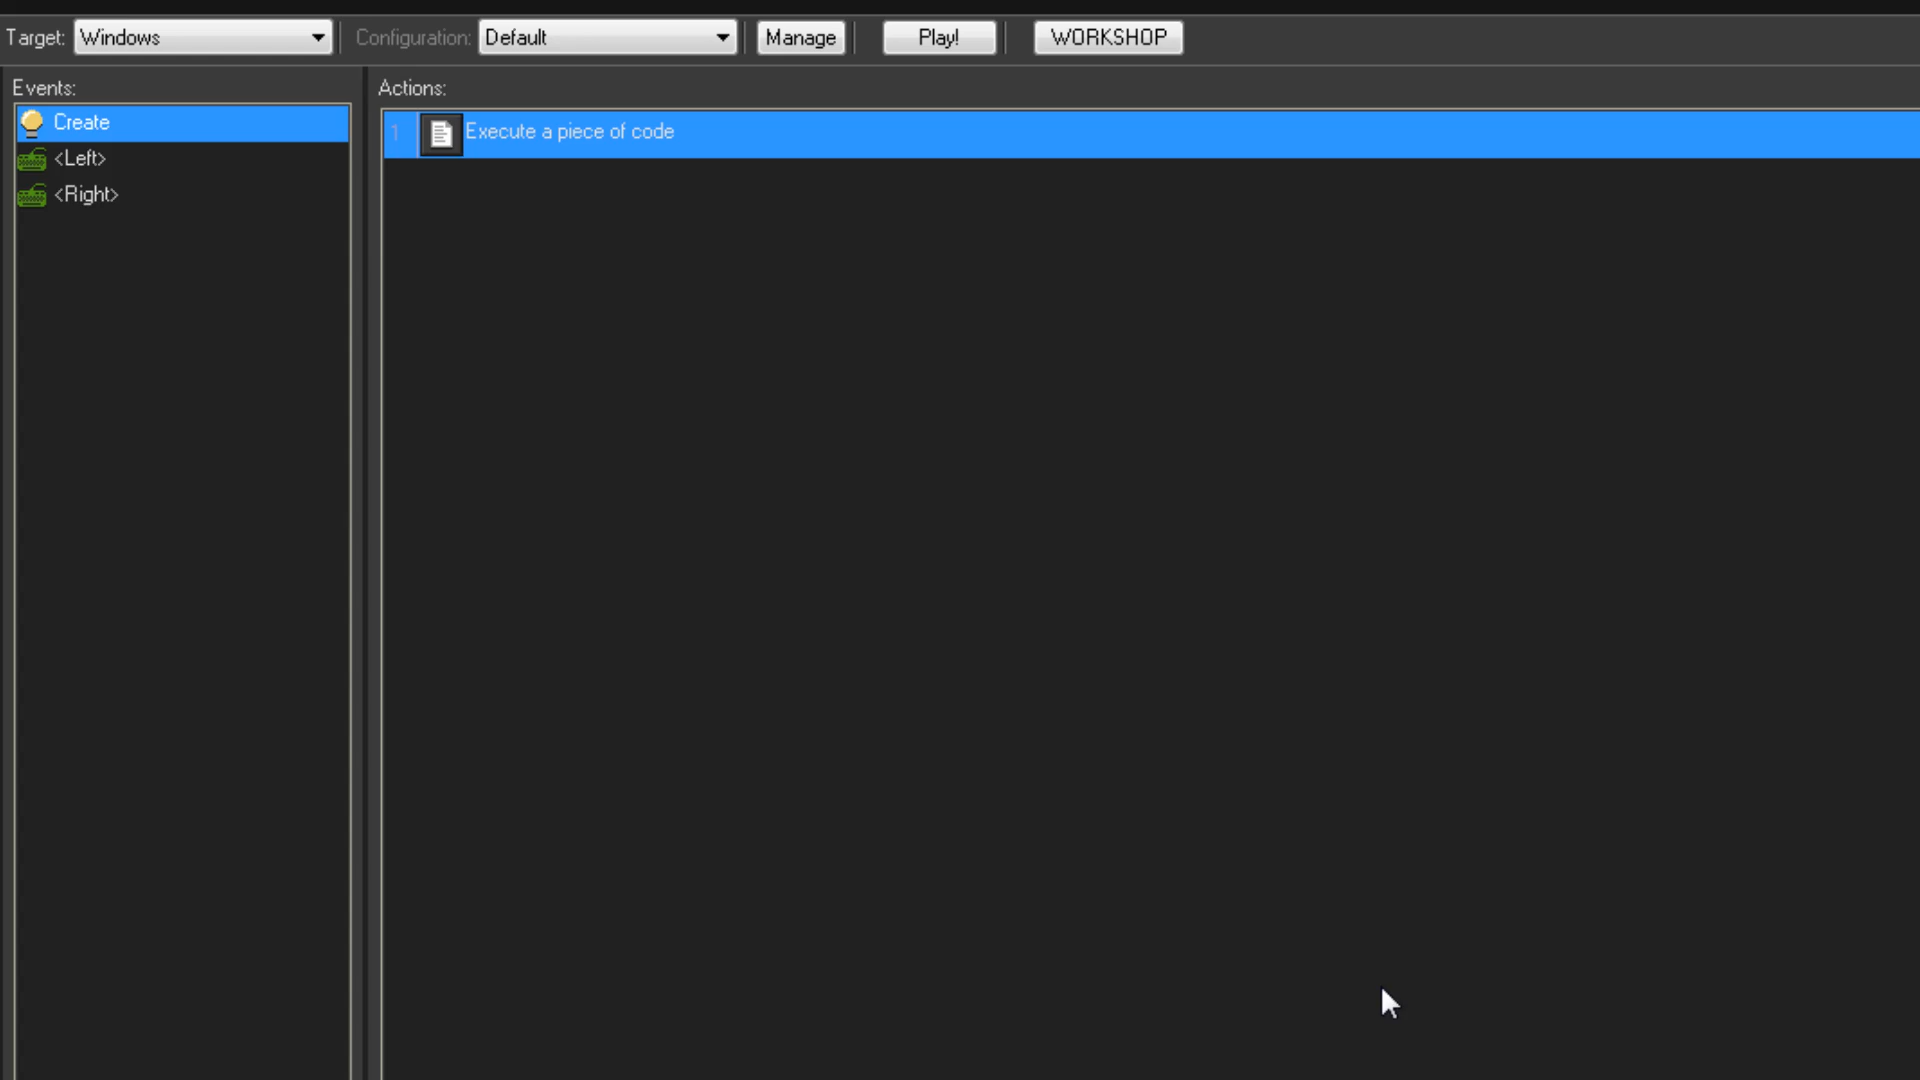 Target: Windows Configuration: Default Manage Play! WORKSHOP
Events: Actions:
Create
<Left>
<Right>
1 Execute a piece of code